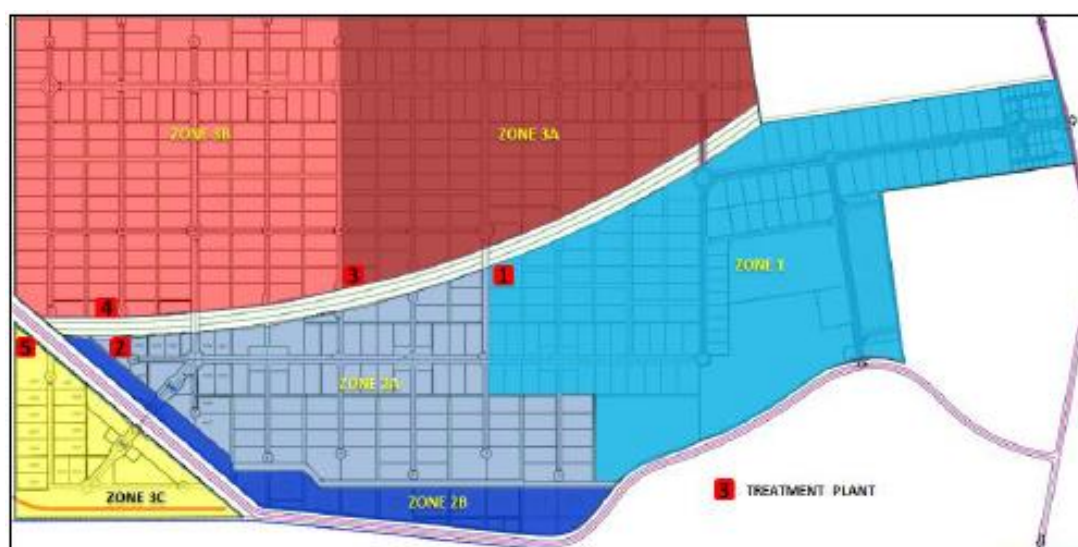 ZONE 3B
ZONE 3A
ZONE 1
3
1
4
5
2
ZONE 2A
ZONE 3C
ZONE 2B
3 TREATMENT PLANT